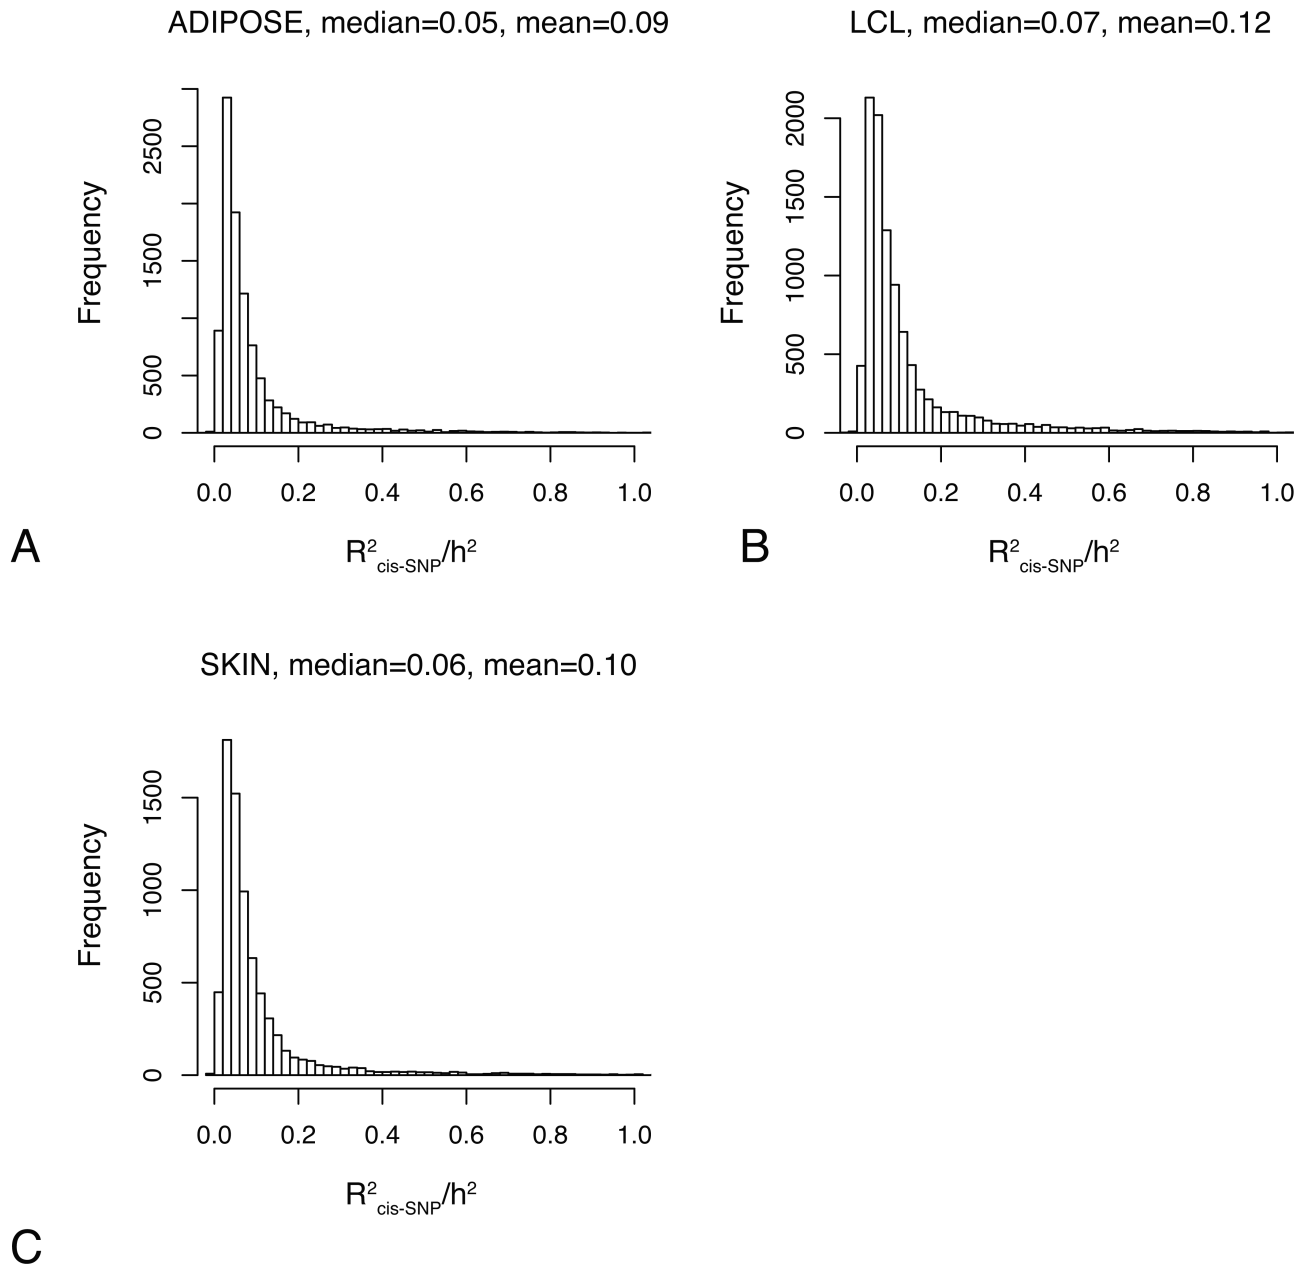 ADIPOSE, median=0.05, mean=0.09
Frequency
2500
1500
500
0
0.0 0.2 0.4 0.6 0.8 1.0
R²cis-SNP/h²
A
LCL, median=0.07, mean=0.12
Frequency
2000
1500
1000
500
0
0.0 0.2 0.4 0.6 0.8 1.0
R²cis-SNP/h²
B
SKIN, median=0.06, mean=0.10
Frequency
1500
1000
500
0
0.0 0.2 0.4 0.6 0.8 1.0
R²cis-SNP/h²
C